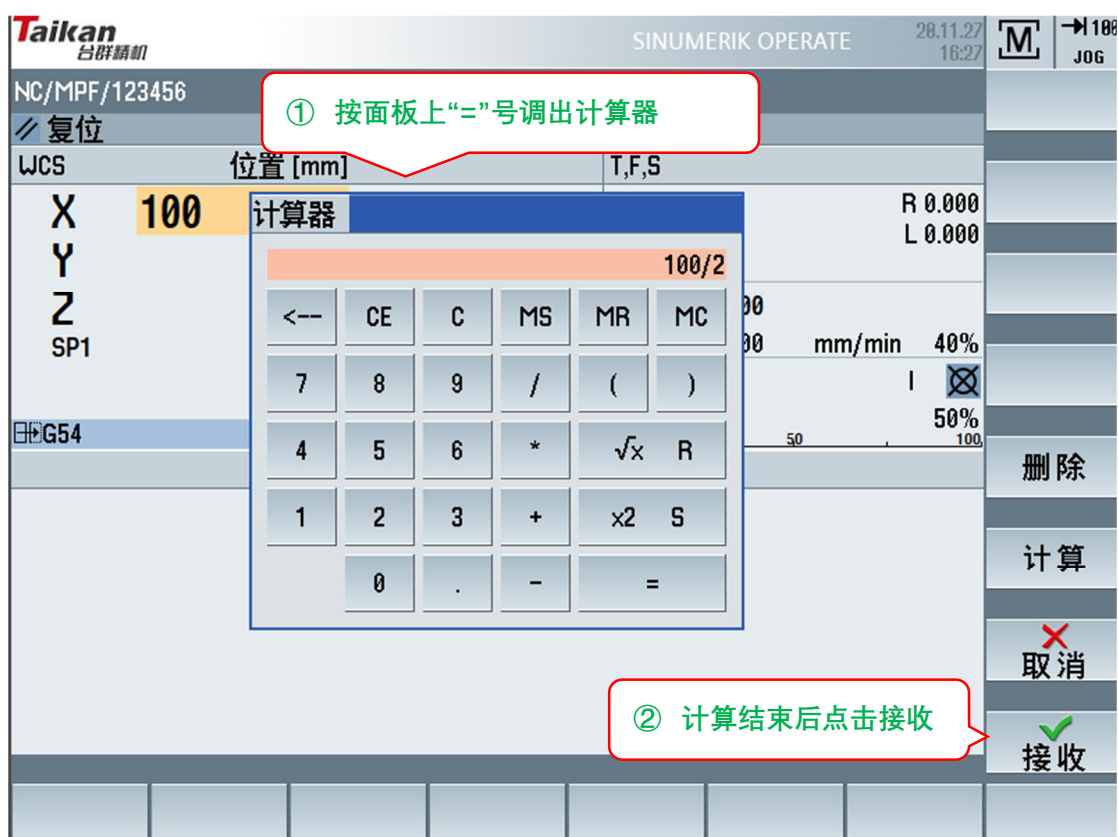 Taikan
台群精机
SINUMERIK OPERATE
28.11.27
16:27
M
JOG
NC/MPF/123456
① 按面板上“=”号调出计算器
复位
WCS 位置 [mm] T,F,S
X 100
Y
Z
SP1
R 0.000
L 0.000
计算器
100/2
<-- CE C MS MR MC
7 8 9 / ( )
4 5 6 * √x R
1 2 3 + x2 S
0 . - =
00
00 mm/min 40%
I
50%
G54
50 100
删除
计算
取消
② 计算结束后点击接收
接收